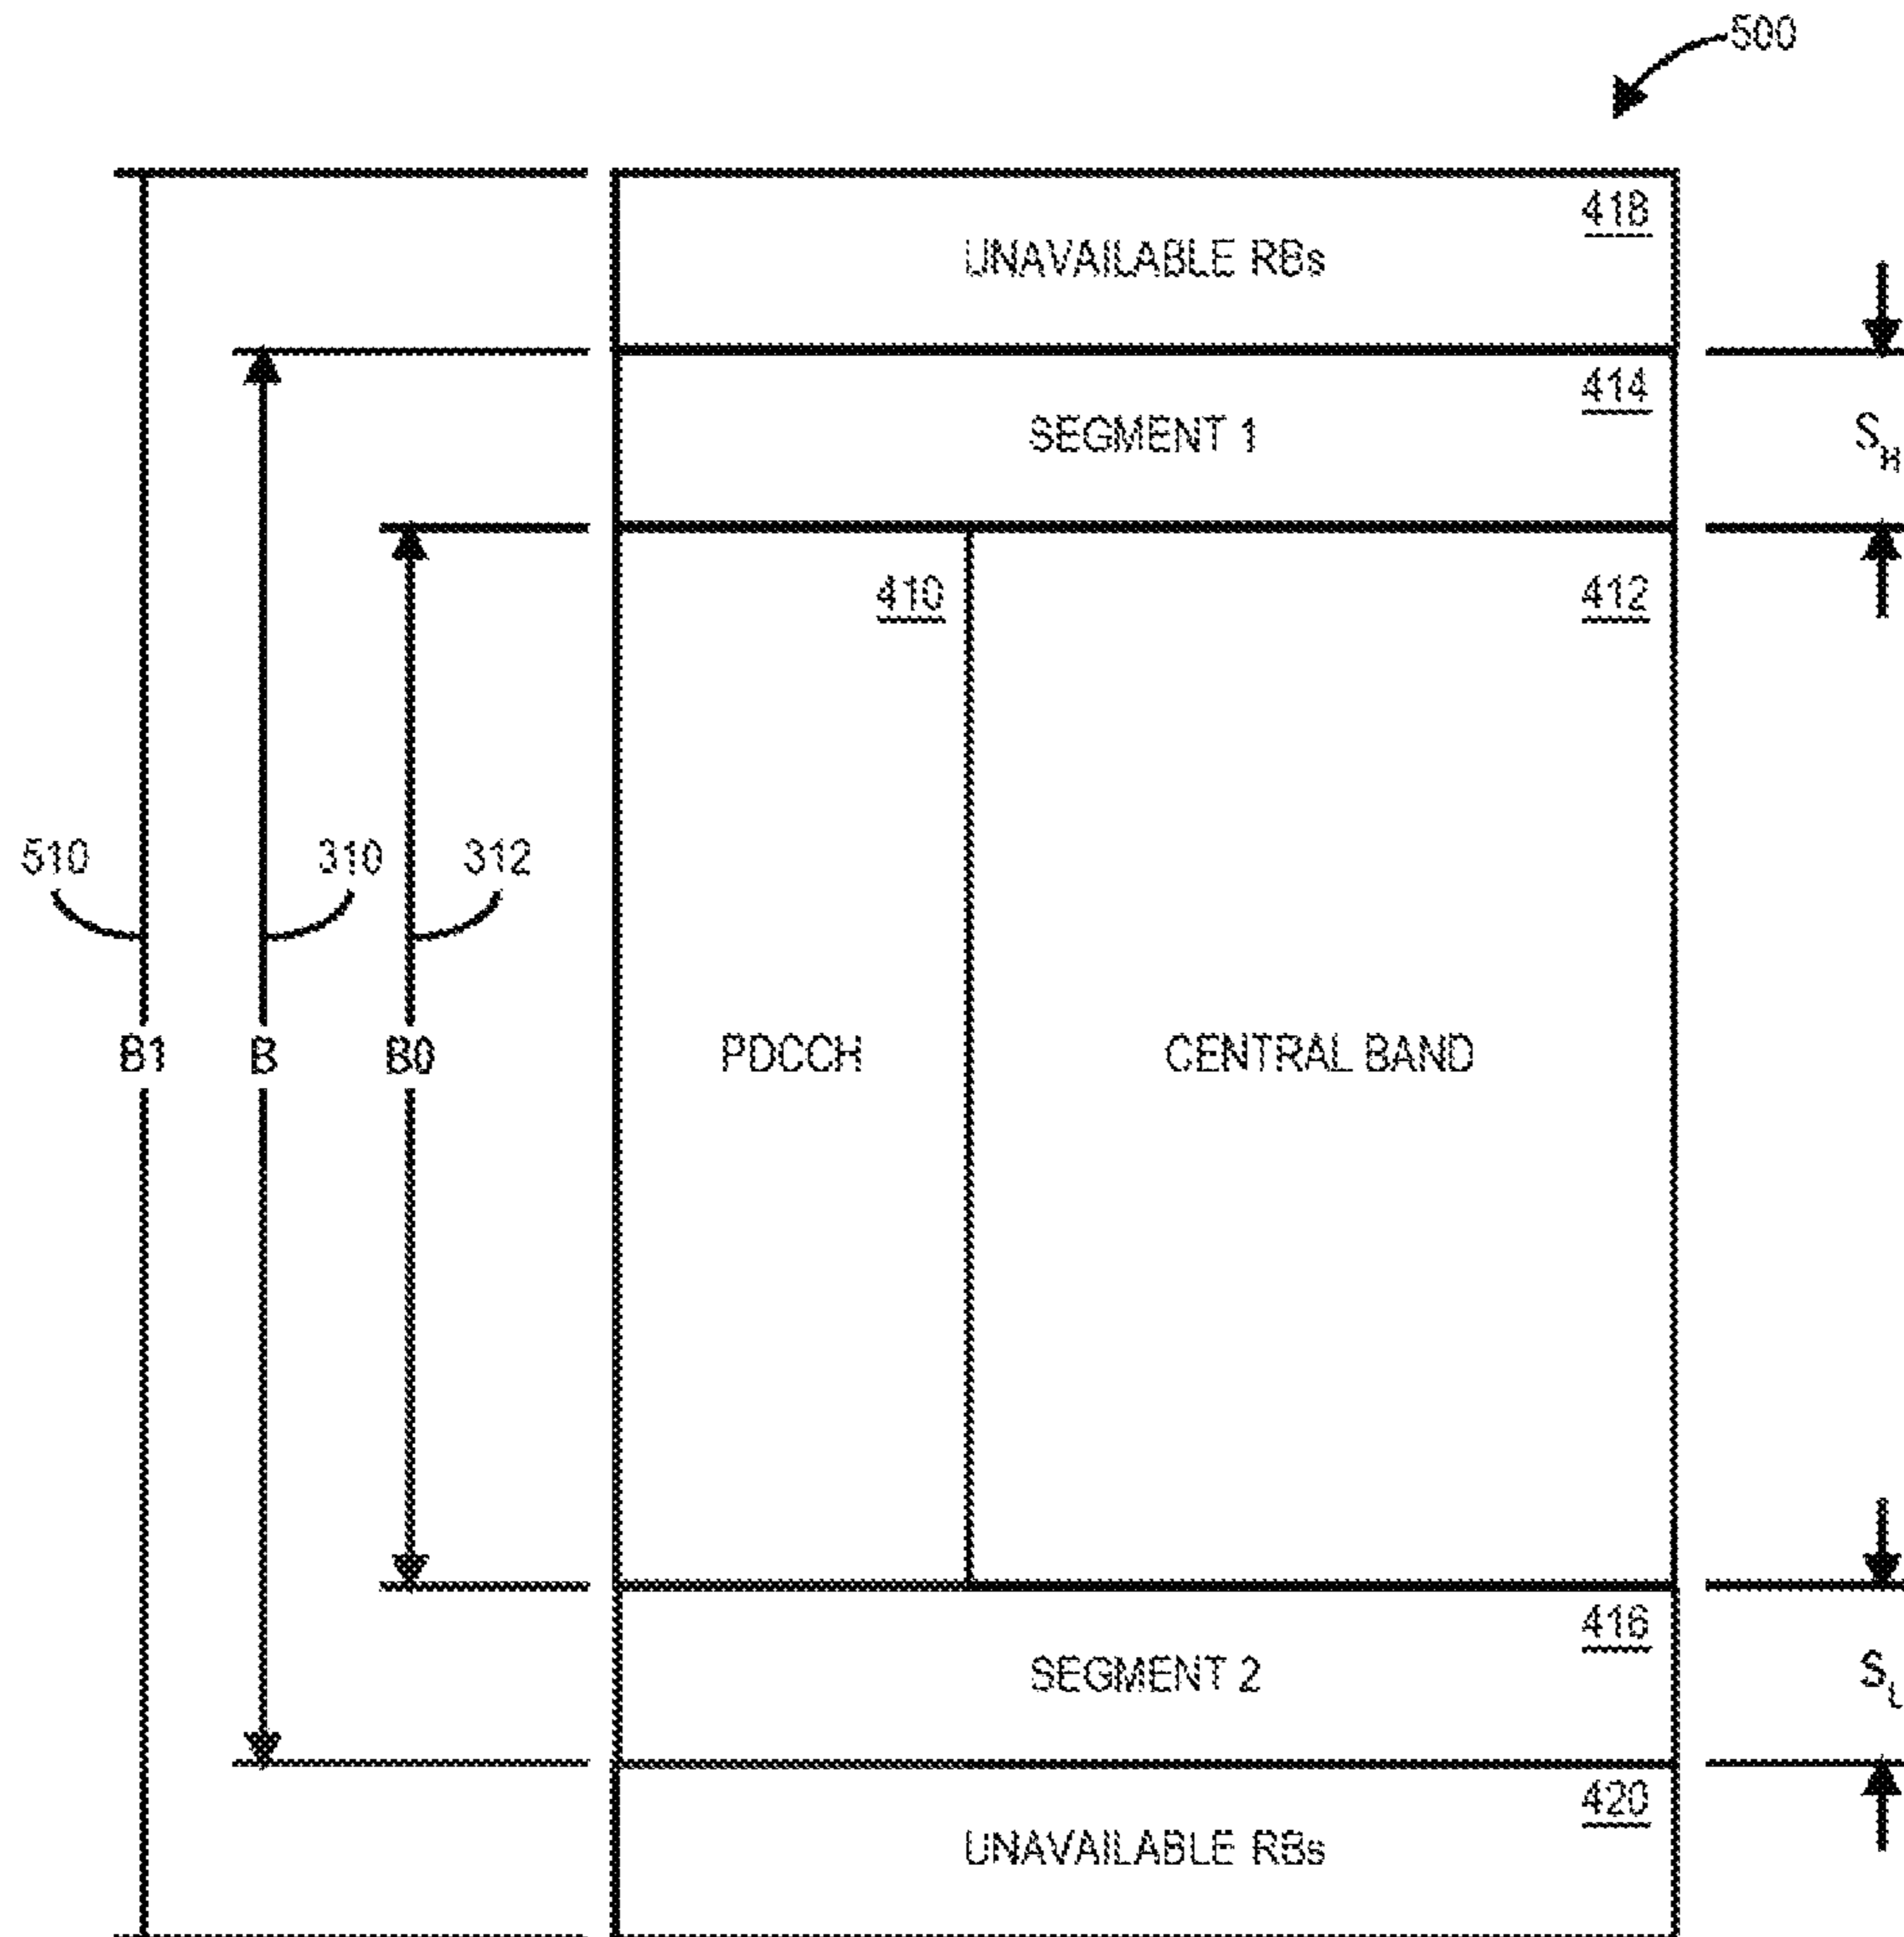 500
418
UNAVAILABLE RBs
414
SEGMENT 1
S_H
410
412
510
310
312
B1
B
B0
PDCCH
CENTRAL BAND
416
SEGMENT 2
S_L
420
UNAVAILABLE RBs